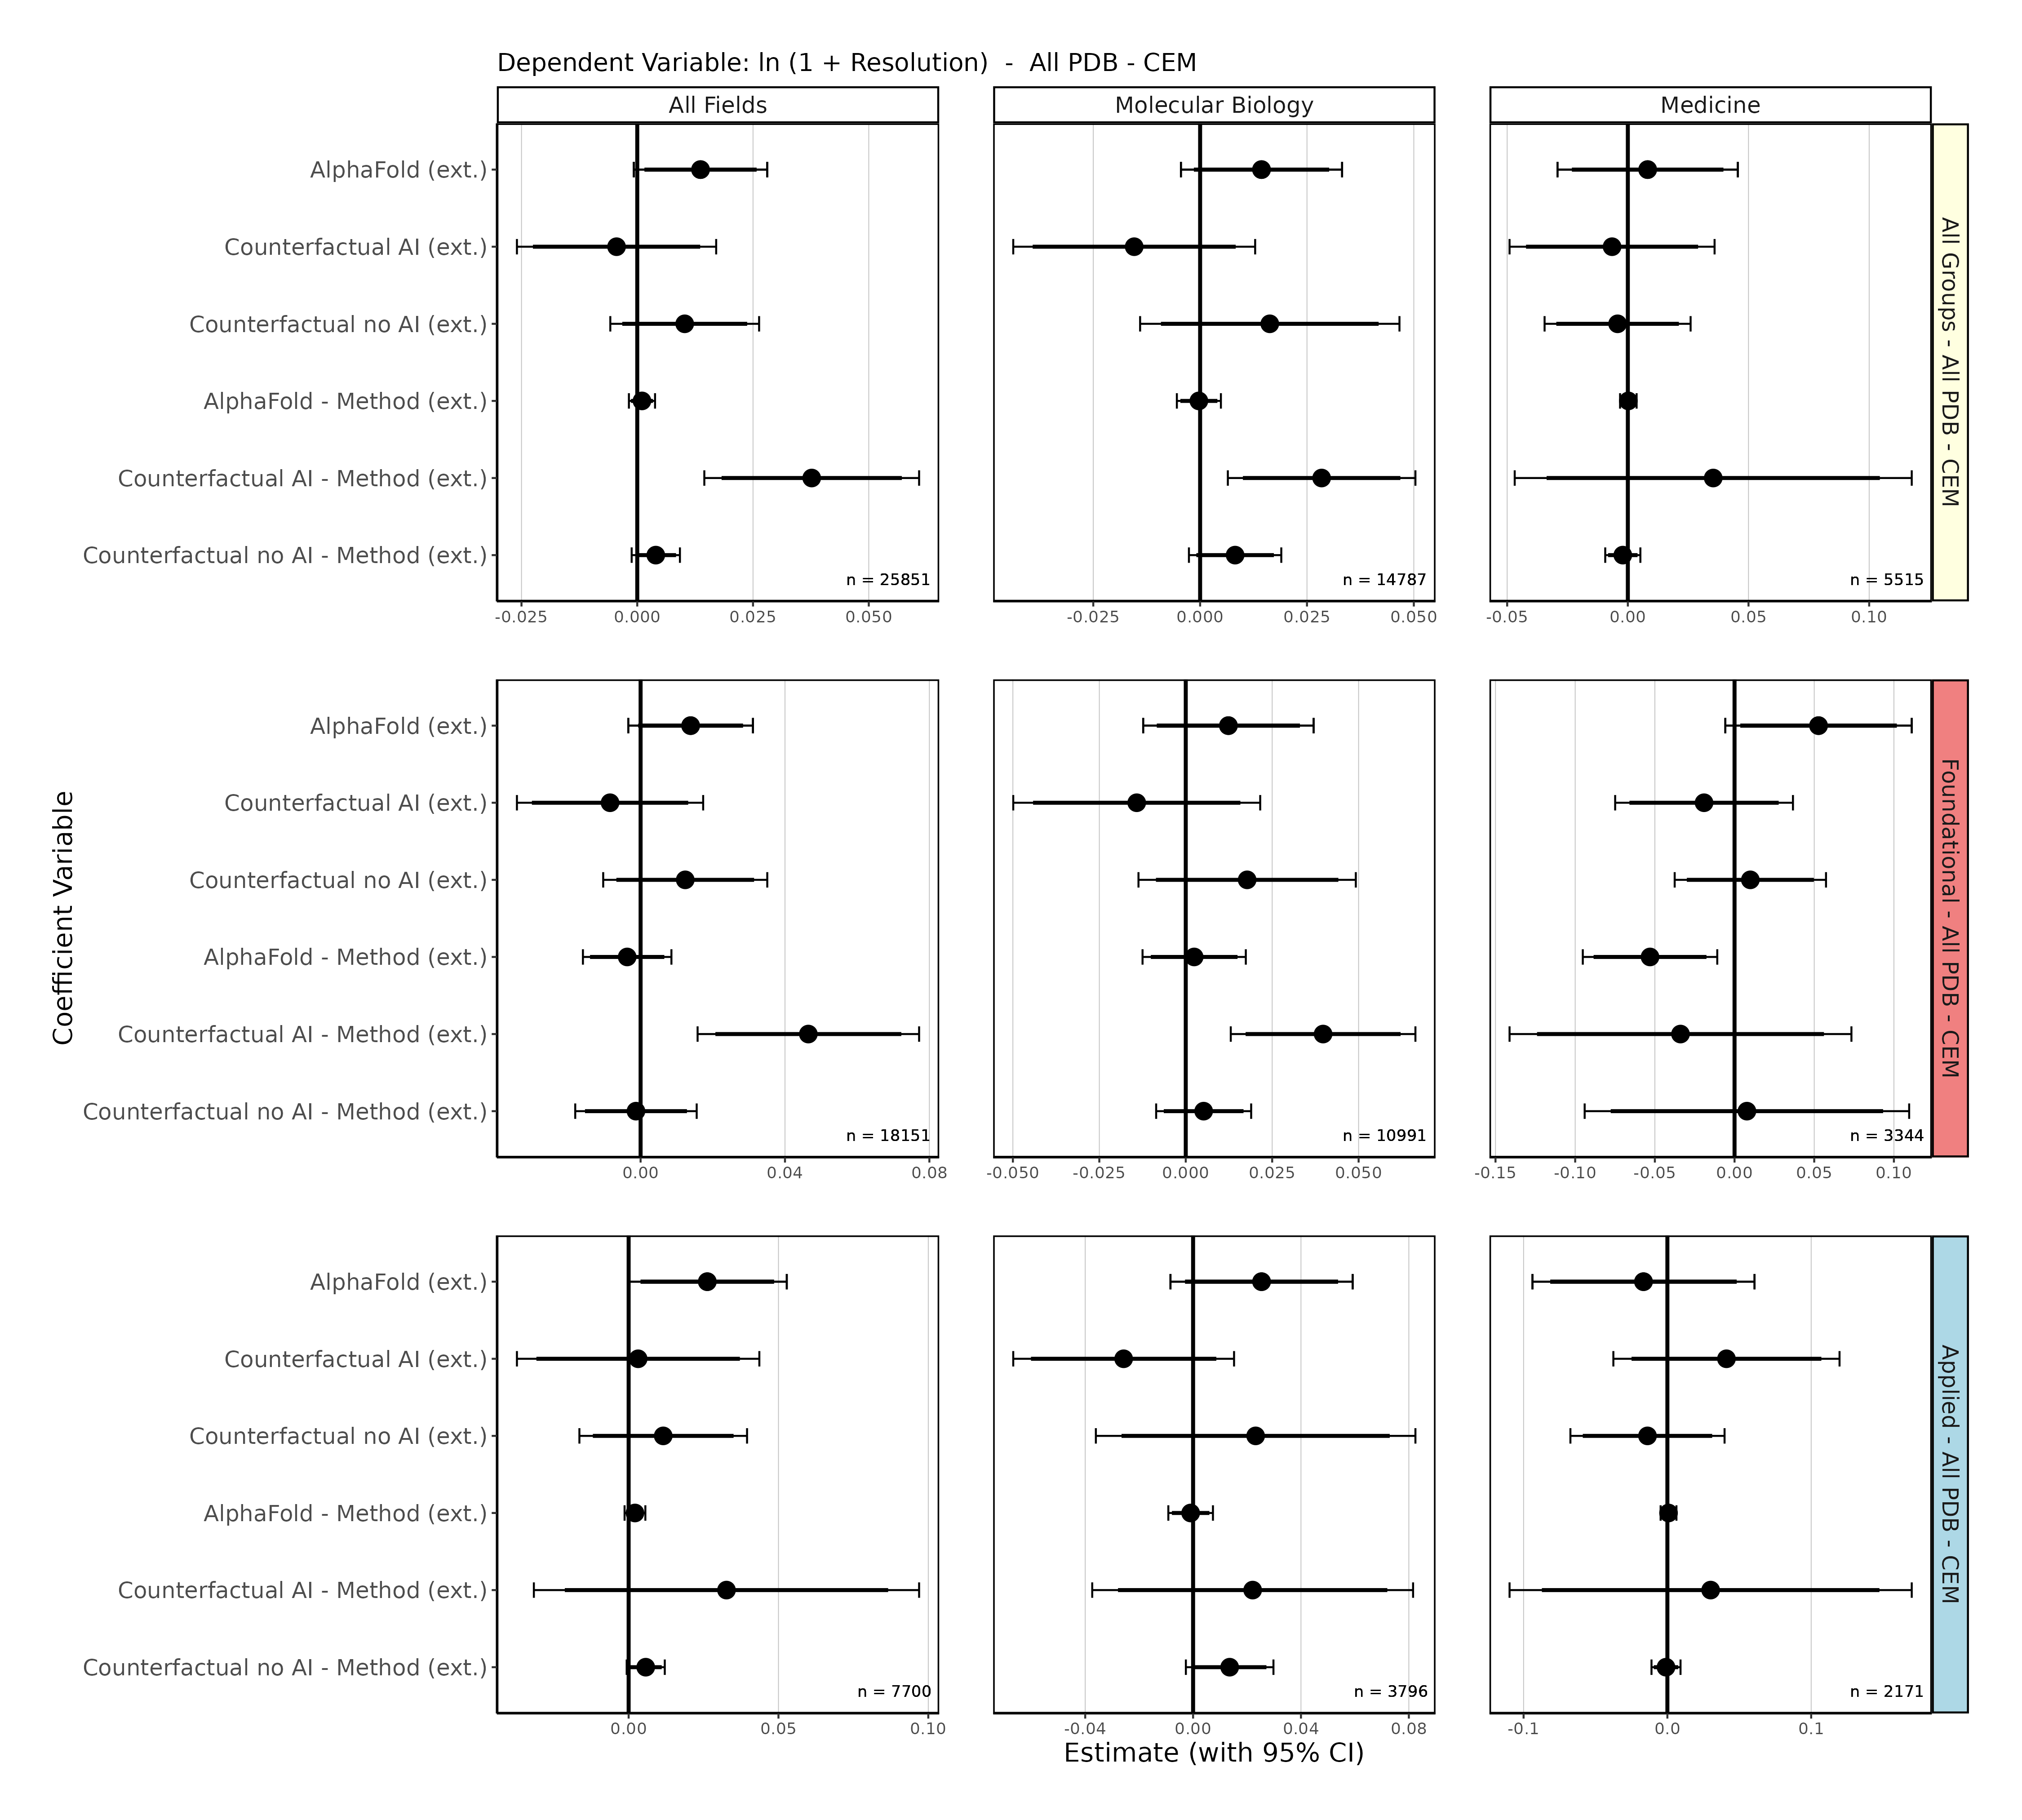 Dependent Variable: ln (1 + Resolution)  -  All PDB - CEM
All Fields
Molecular Biology
Medicine
AlphaFold (ext.)
Counterfactual AI (ext.)
Counterfactual no AI (ext.)
AlphaFold - Method (ext.)
Counterfactual AI - Method (ext.)
Counterfactual no AI - Method (ext.)
n = 25851
n = 14787
n = 5515
All Groups - All PDB - CEM
-0.025 0.000 0.025 0.050
-0.025 0.000 0.025 0.050
-0.05 0.00 0.05 0.10
Coefficient Variable
AlphaFold (ext.)
Counterfactual AI (ext.)
Counterfactual no AI (ext.)
AlphaFold - Method (ext.)
Counterfactual AI - Method (ext.)
Counterfactual no AI - Method (ext.)
n = 18151
n = 10991
n = 3344
Foundational - All PDB - CEM
0.00 0.04 0.08
-0.050 -0.025 0.000 0.025 0.050
-0.15 -0.10 -0.05 0.00 0.05 0.10
AlphaFold (ext.)
Counterfactual AI (ext.)
Counterfactual no AI (ext.)
AlphaFold - Method (ext.)
Counterfactual AI - Method (ext.)
Counterfactual no AI - Method (ext.)
n = 7700
n = 3796
n = 2171
Applied - All PDB - CEM
0.00 0.05 0.10
-0.04 0.00 0.04 0.08
-0.1 0.0 0.1
Estimate (with 95% CI)